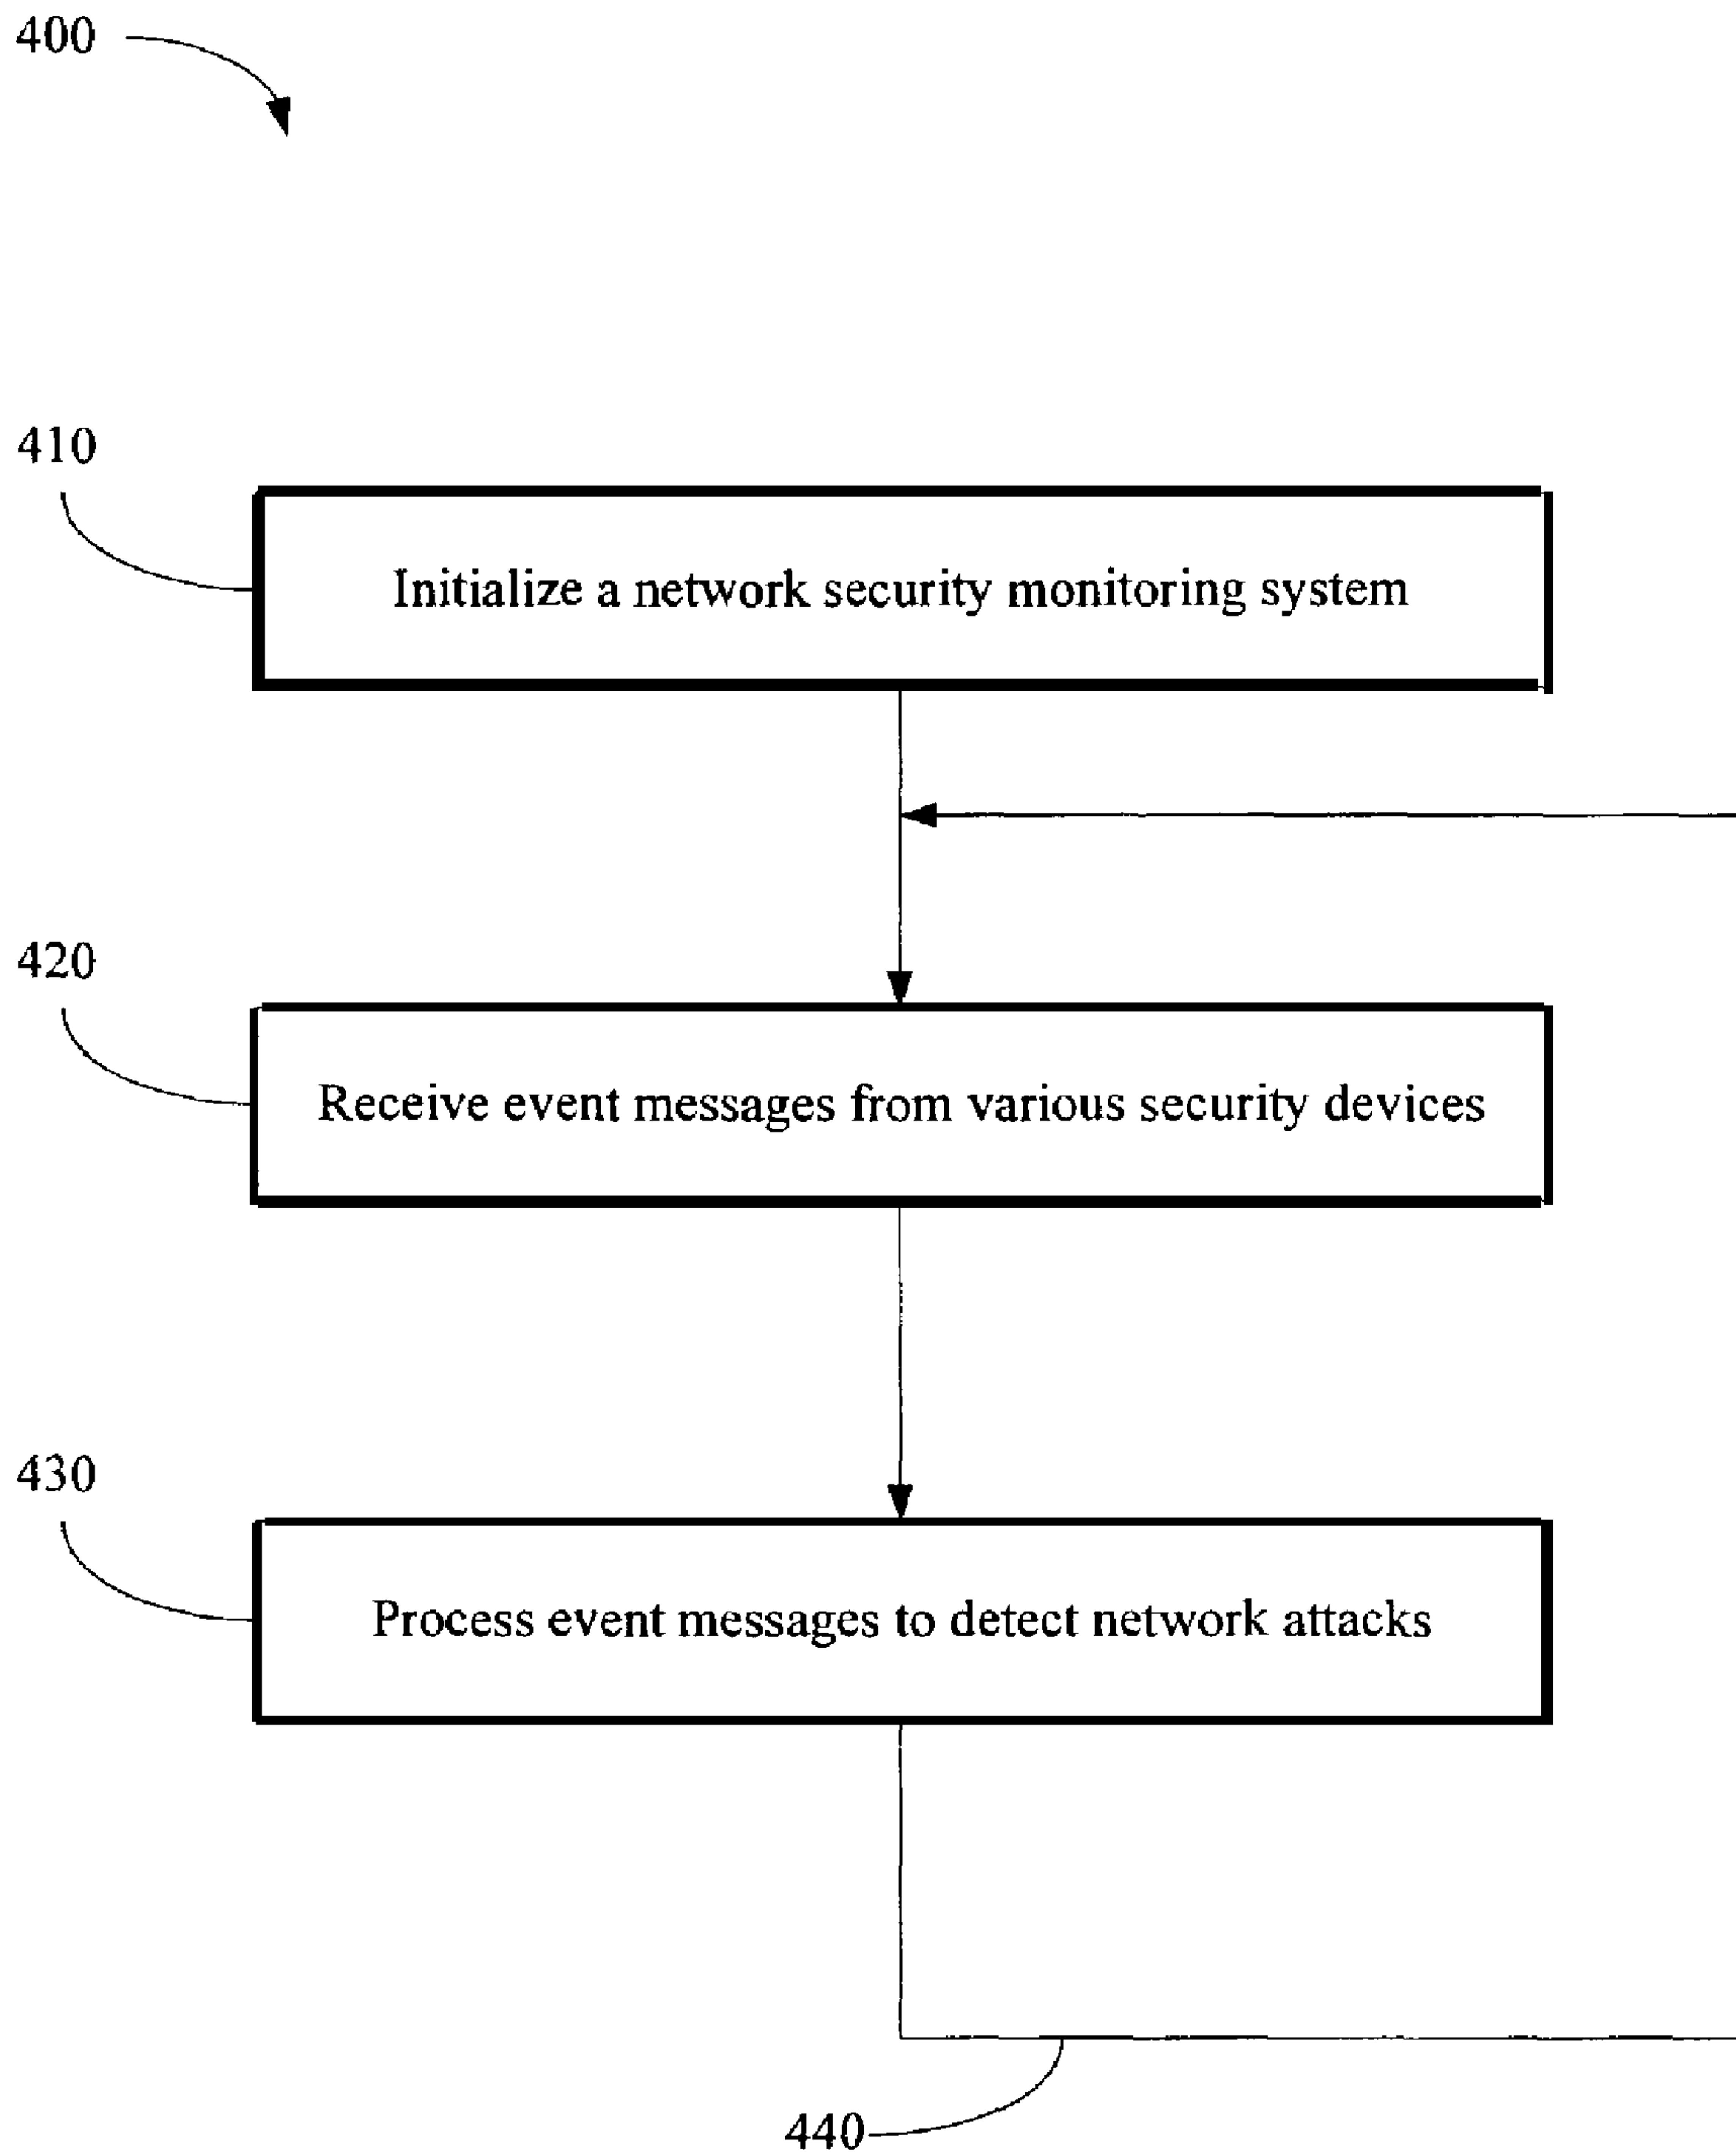 400
410
Initialize a network security monitoring system
420
Receive event messages from various security devices
430
Process event messages to detect network attacks
440